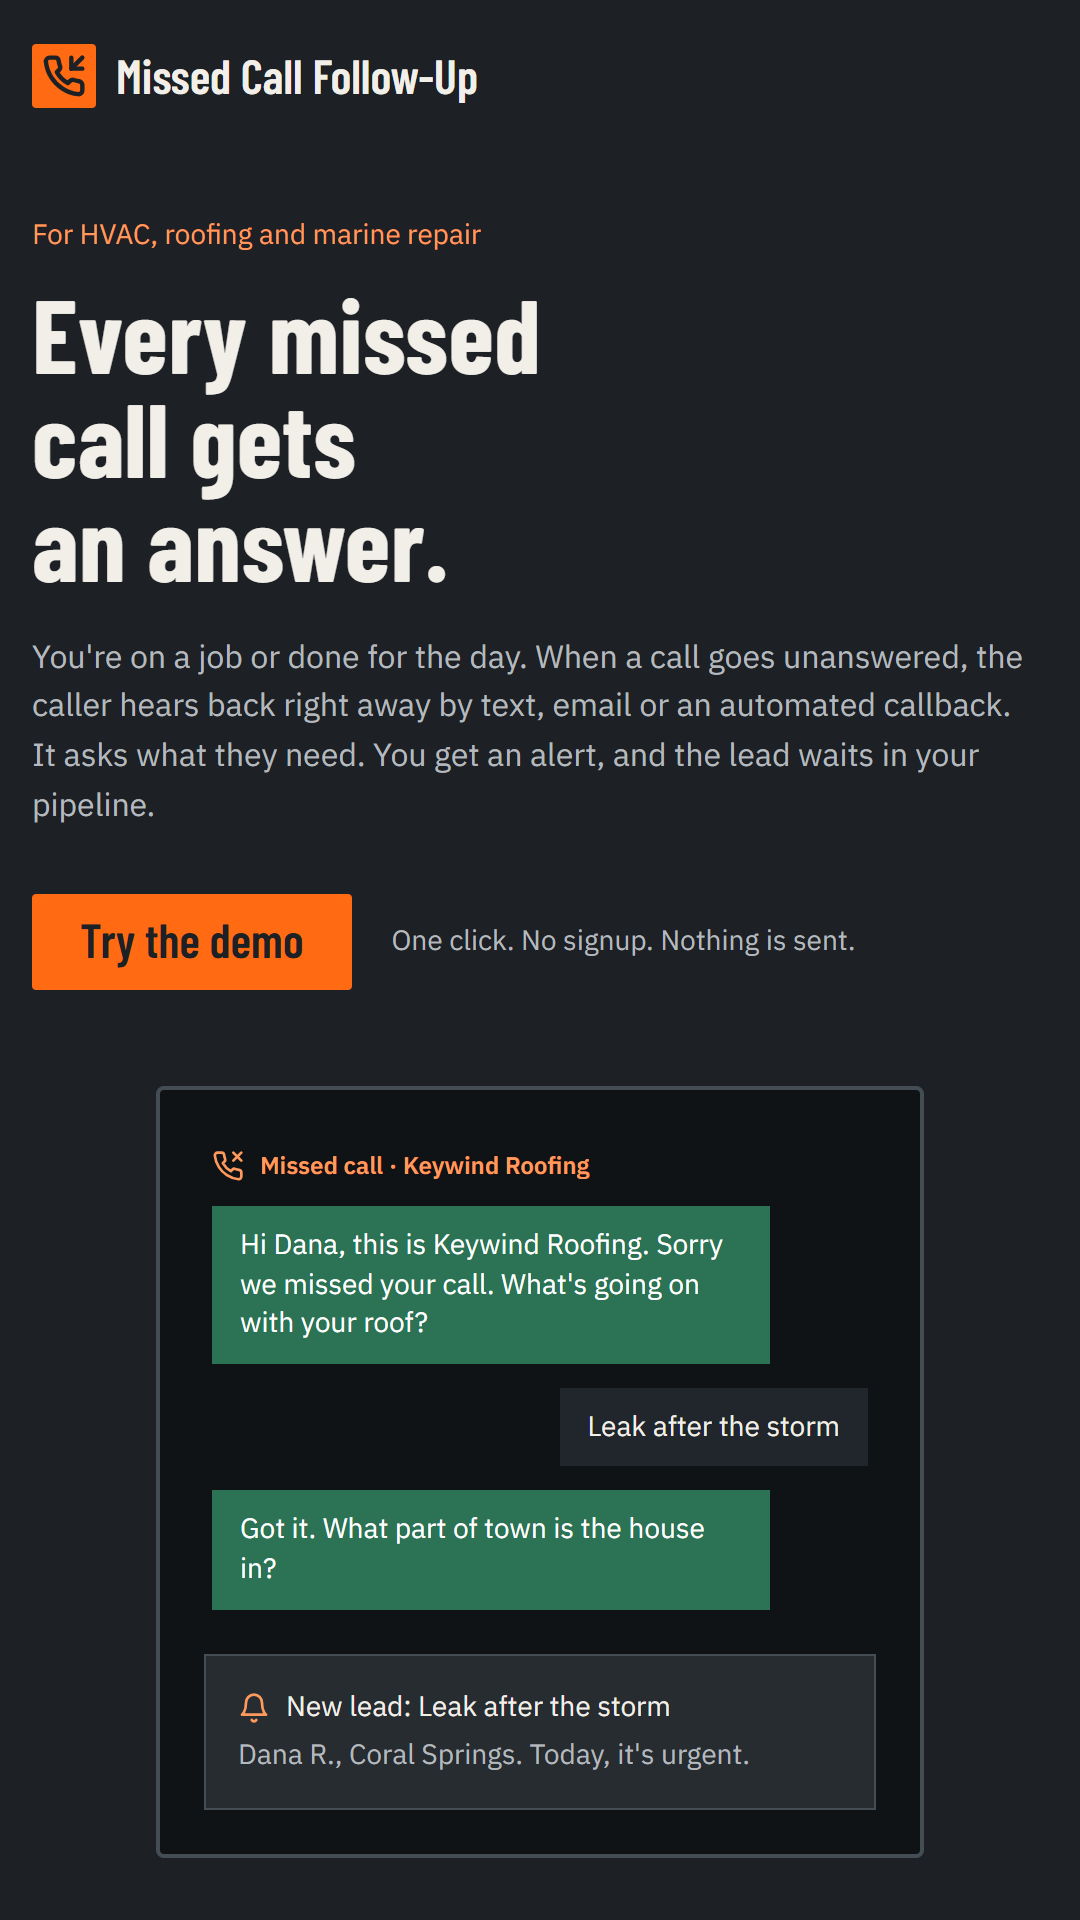 Missed Call Follow-Up
For HVAC, roofing and marine repair
Every missed
call gets
an answer.
You're on a job or done for the day. When a call goes unanswered, the
caller hears back right away by text, email or an automated callback.
It asks what they need. You get an alert, and the lead waits in your
pipeline.
Try the demo
One click. No signup. Nothing is sent.
Missed call · Keywind Roofing
Hi Dana, this is Keywind Roofing. Sorry
we missed your call. What's going on
with your roof?
Leak after the storm
Got it. What part of town is the house
in?
New lead: Leak after the storm
Dana R., Coral Springs. Today, it's urgent.